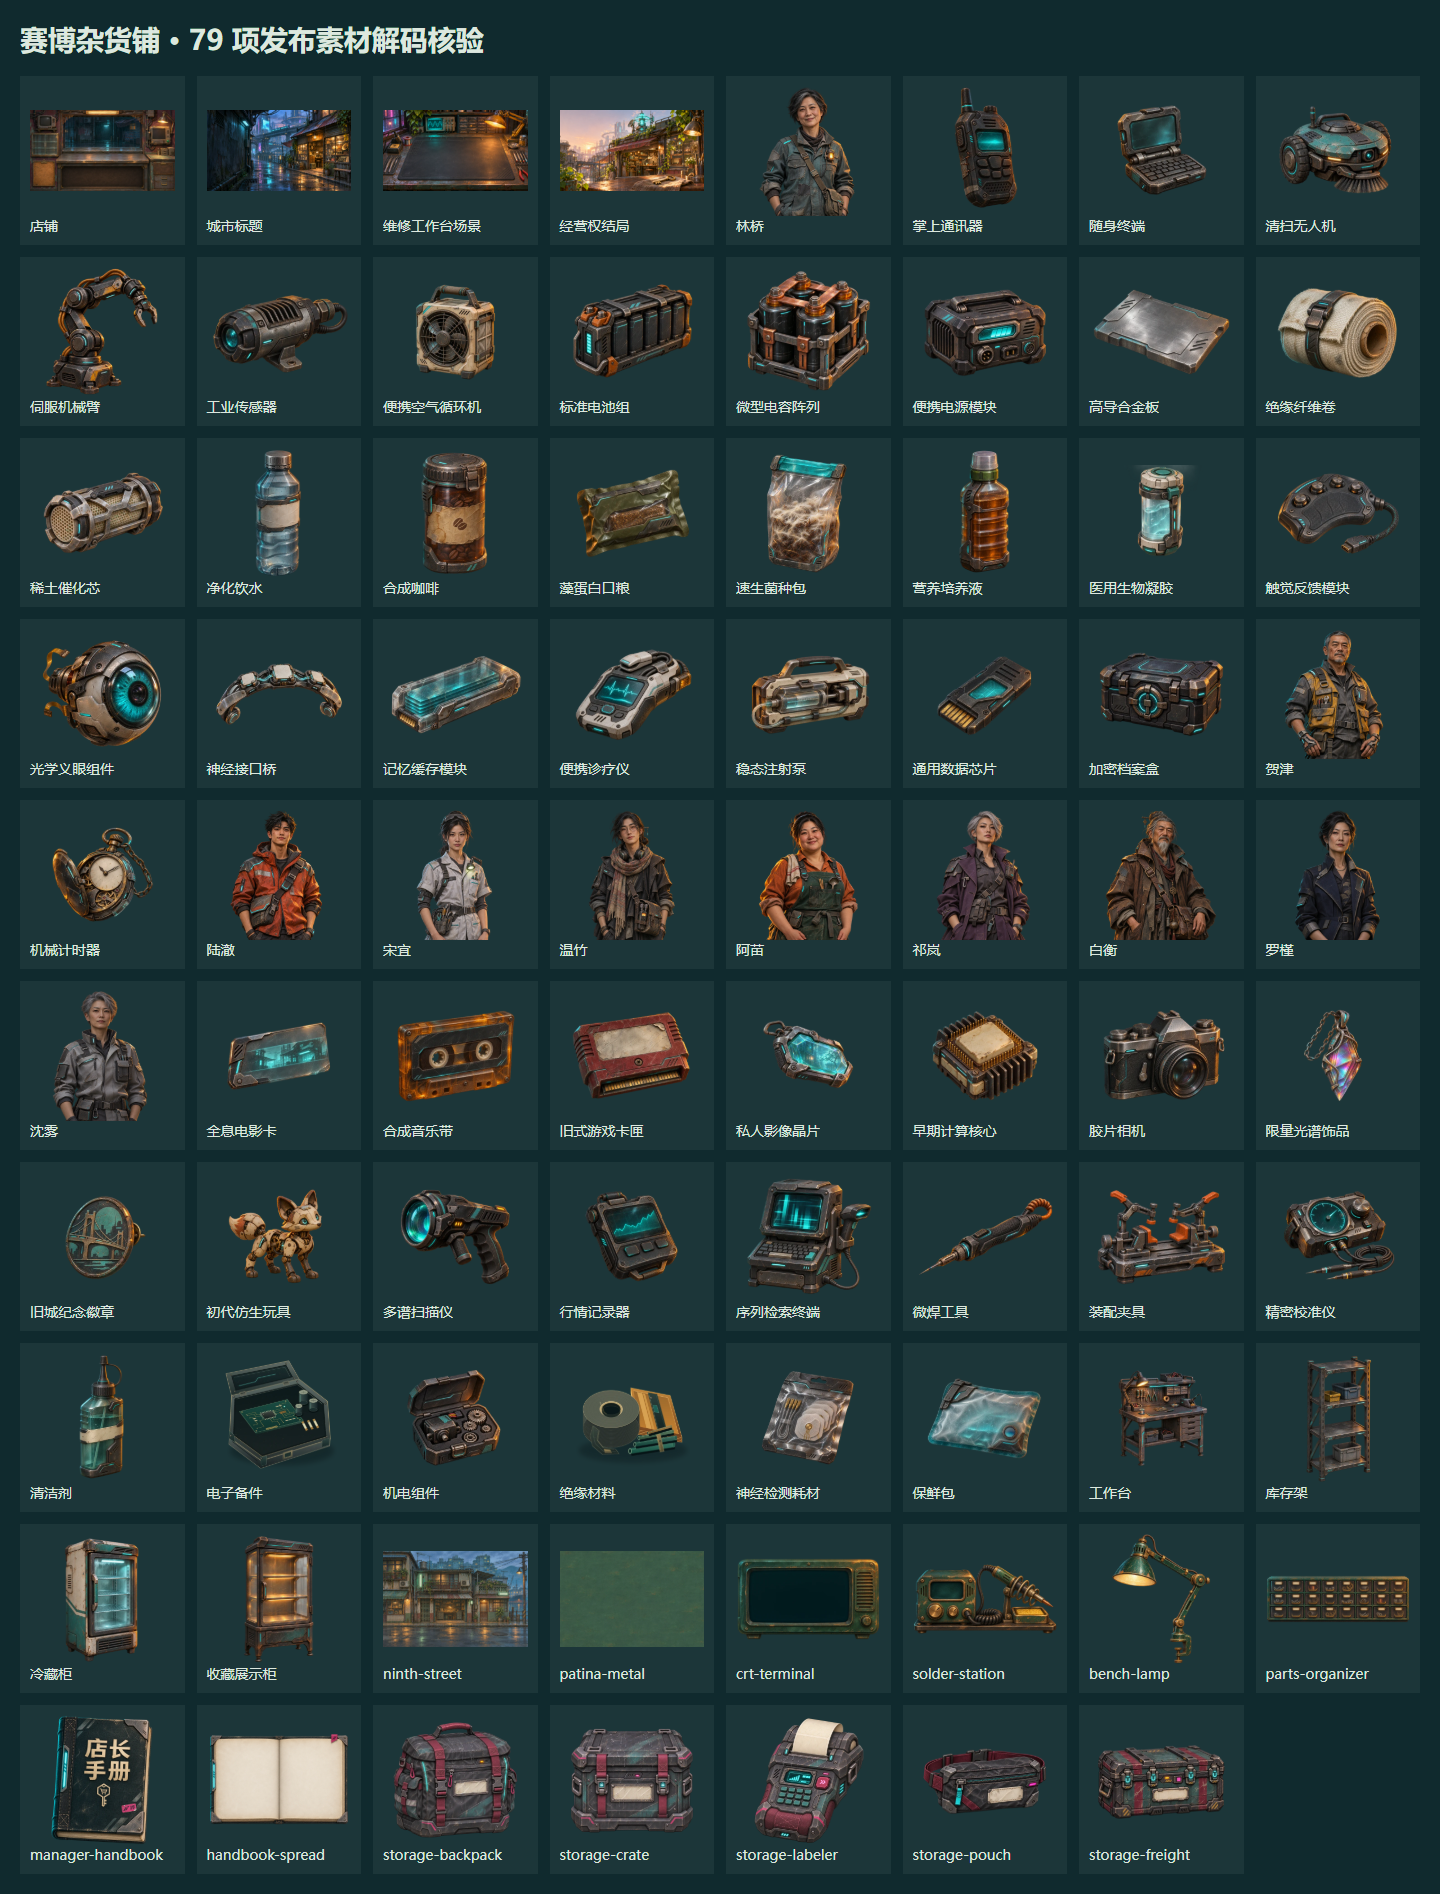 赛博杂货铺 • 79 项发布素材解码核验
店铺
城市标题
维修工作台场景
经营权结局
林桥
掌上通讯器
随身终端
清扫无人机
伺服机械臂
工业传感器
便携空气循环机
标准电池组
微型电容阵列
便携电源模块
高导合金板
绝缘纤维卷
稀土催化芯
净化饮水
合成咖啡
藻蛋白口粮
速生菌种包
营养培养液
医用生物凝胶
触觉反馈模块
光学义眼组件
神经接口桥
记忆缓存模块
便携诊疗仪
稳态注射泵
通用数据芯片
加密档案盒
贺津
机械计时器
陆澈
宋宜
温竹
阿苗
祁岚
白衡
罗槿
沈雾
全息电影卡
合成音乐带
旧式游戏卡匣
私人影像晶片
早期计算核心
胶片相机
限量光谱饰品
旧城纪念徽章
初代仿生玩具
多谱扫描仪
行情记录器
序列检索终端
微焊工具
装配夹具
精密校准仪
清洁剂
电子备件
机电组件
绝缘材料
神经检测耗材
保鲜包
工作台
库存架
冷藏柜
收藏展示柜
ninth-street
patina-metal
crt-terminal
solder-station
bench-lamp
parts-organizer
店长
手册
manager-handbook
handbook-spread
storage-backpack
storage-crate
storage-labeler
storage-pouch
storage-freight